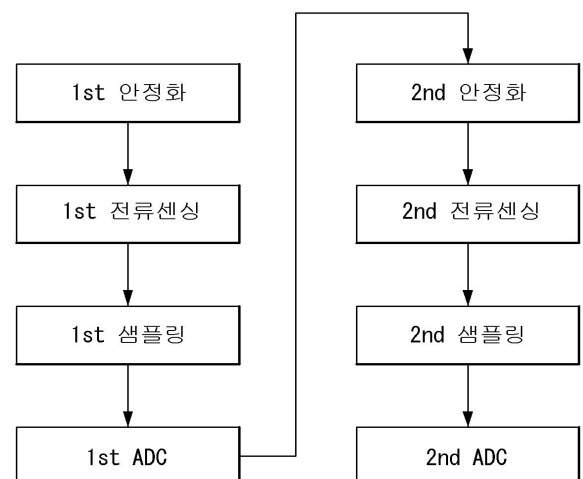 1st 안정화
1st 전류센싱
1st 샘플링
1st ADC
2nd 안정화
2nd 전류센싱
2nd 샘플링
2nd ADC